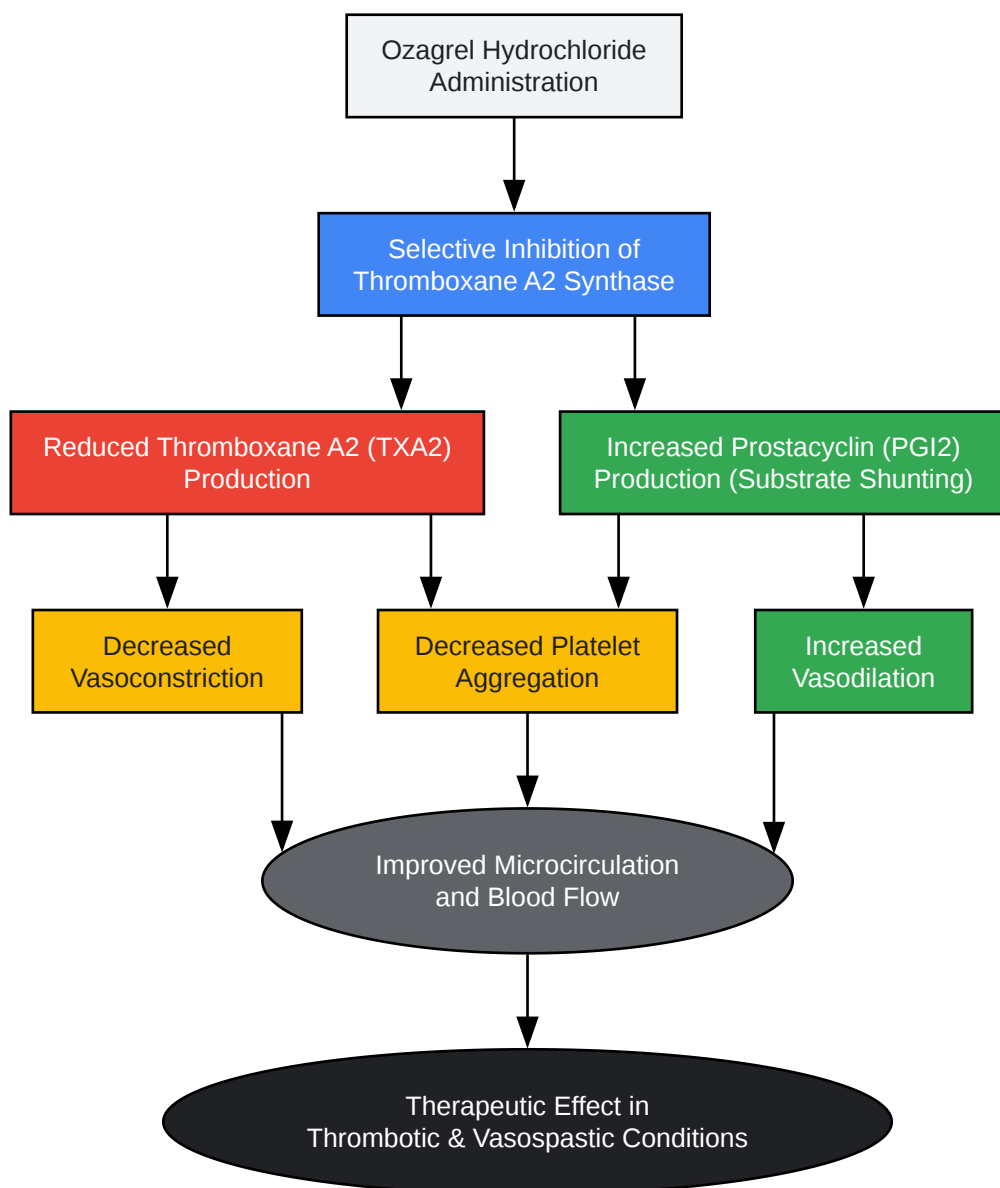 Ozagrel Hydrochloride
Administration
Selective Inhibition of
Thromboxane A2 Synthase
Reduced Thromboxane A2 (TXA2)
Production
Increased Prostacyclin (PGI2)
Production (Substrate Shunting)
Decreased
Vasoconstriction
Decreased Platelet
Aggregation
Increased
Vasodilation
Improved Microcirculation
and Blood Flow
Therapeutic Effect in
Thrombotic & Vasospastic Conditions